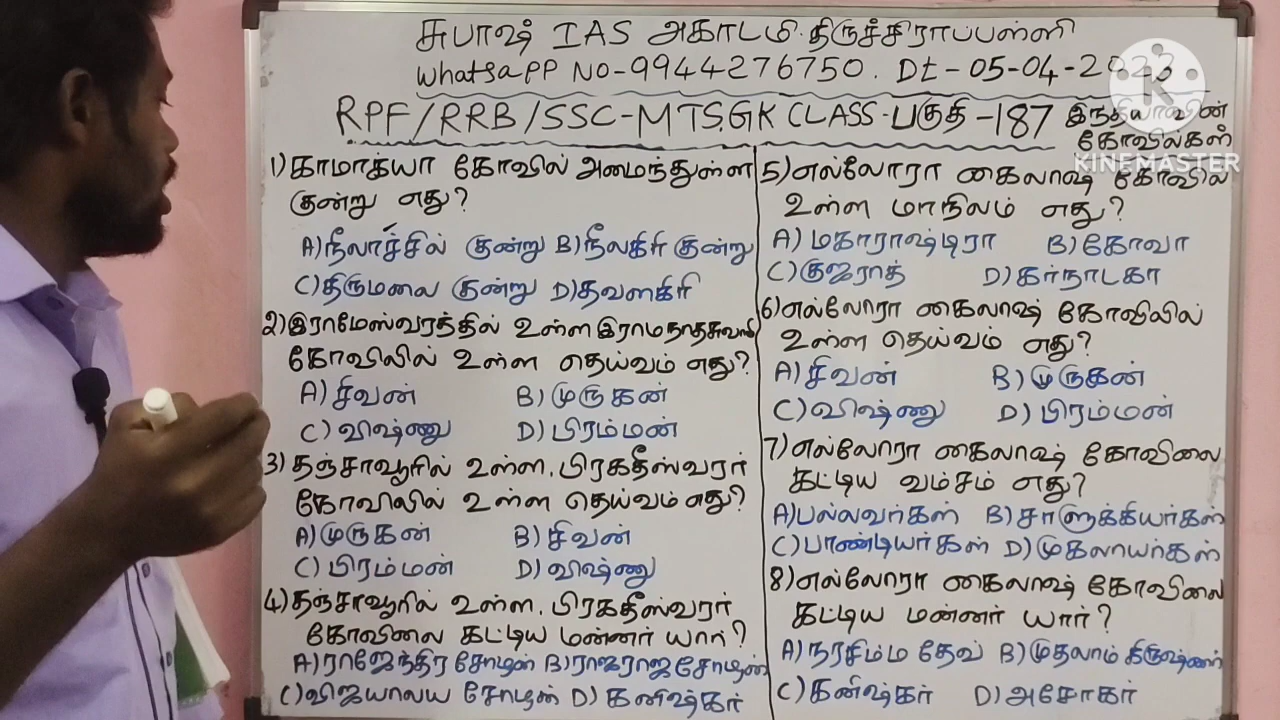 சுபாஷ் IAS அகாடமி திருச்சிராப்பள்ளி
WhatsaPP No-9944276750. Dt-05-04-2023
RPF/RRB/SSC-MTS.GK CLASS-பகுதி-187 இந்தியாவின்
கோவில்கள்
KINEMASTER
1) காமாக்யா கோவில் அமைந்துள்ள
குன்று எது?
A) நீலாச்சில் குன்று B) நீலகிரி குன்று
C) திருமலை குன்று D) தவளகிரி
2) இராமேஸ்வரத்தில் உள்ள இராமநாதசுவாமி
கோவிலில் உள்ள தெய்வம் எது?
A) சிவன் B) முருகன்
C) விஷ்ணு D) பிரம்மன்
3) தஞ்சாவூரில் உள்ள. பிரகதீஸ்வரர்
கோவிலில் உள்ள தெய்வம் எது?
A) முருகன் B) சிவன்
C) பிரம்மன் D) விஷ்ணு
4) தஞ்சாவூரில் உள்ள. பிரகதீஸ்வரர்
கோவிலை கட்டிய மன்னர் யார்?
A) ராஜேந்திர சோழன் B) ராஜராஜ சோழன்
C) விஜயாலய சோழன் D) கனிஷ்கர்
5) எல்லோரா கைலாஷ் கோவில்
உள்ள மாநிலம் எது?
A) மகாராஷ்டிரா B) கோவா
C) குஜராத் D) கர்நாடகா
6) எல்லோரா கைலாஷ் கோவிலில்
உள்ள தெய்வம் எது?
A) சிவன் B) முருகன்
C) விஷ்ணு D) பிரம்மன்
7) எல்லோரா கைலாஷ் கோவிலை
கட்டிய வம்சம் எது?
A) பல்லவர்கள் B) சாளுக்கியர்கள்
C) பாண்டியர்கள் D) முகலாயர்கள்
8) எல்லோரா கைலாஷ் கோவிலை
கட்டிய மன்னர் யார்?
A) நரசிம்ம தேவ் B) முதலாம் கிருஷ்ணர்
C) கனிஷ்கர் D) அசோகர்